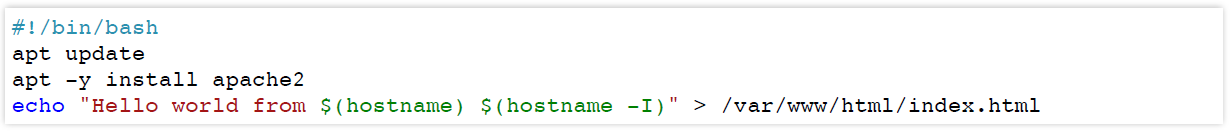 #!/bin/bash
apt update
apt -y install apache2
echo "Hello world from $(hostname) $(hostname -I)" > /var/www/html/index.html